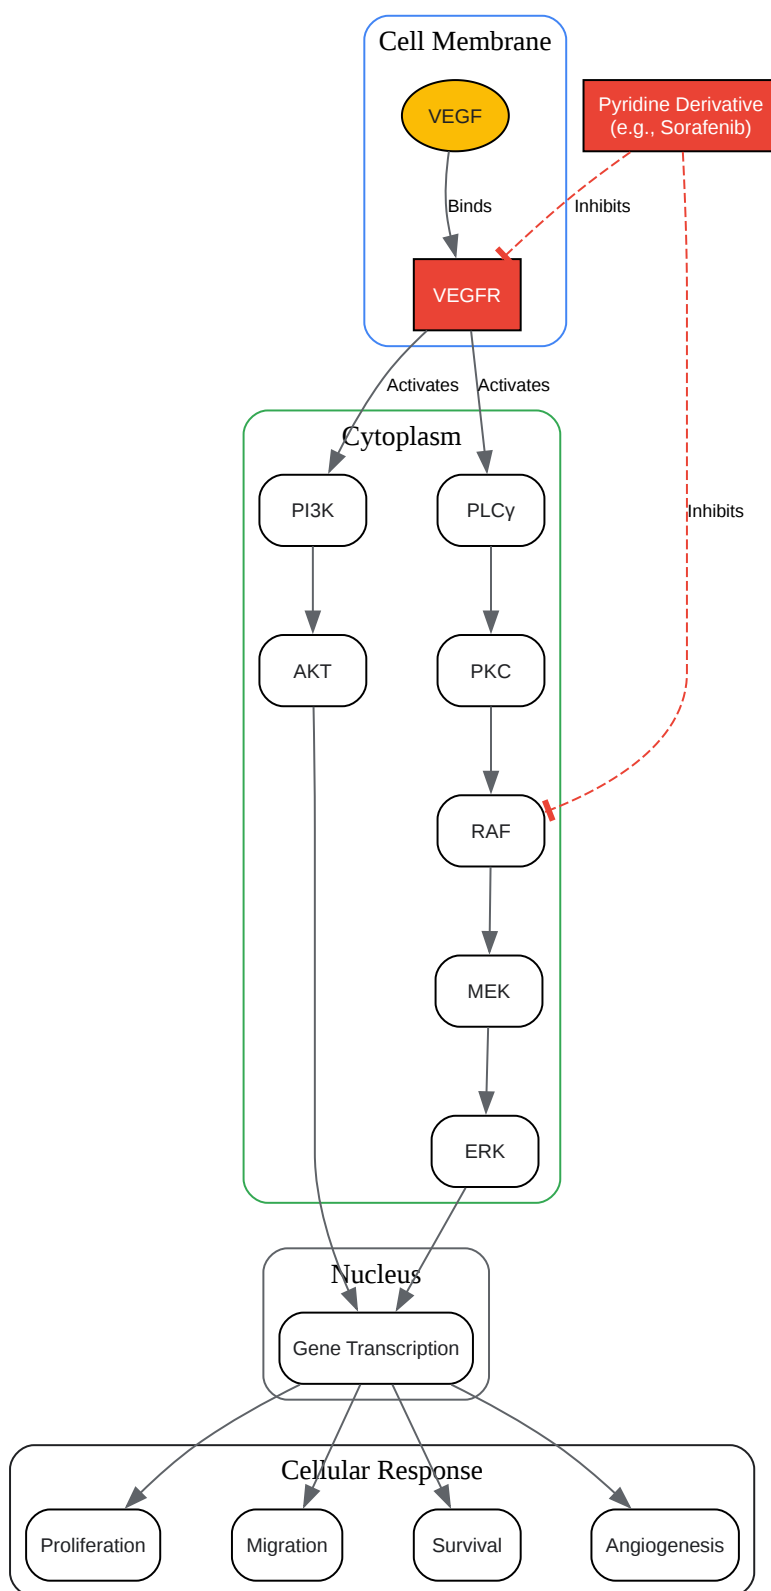 Cell Membrane
VEGF
Pyridine Derivative
(e.g., Sorafenib)
Binds
Inhibits
VEGFR
Activates
Activates
Cytoplasm
PI3K
PLCγ
Inhibits
AKT
PKC
RAF
MEK
ERK
Nucleus
Gene Transcription
Cellular Response
Proliferation
Migration
Survival
Angiogenesis